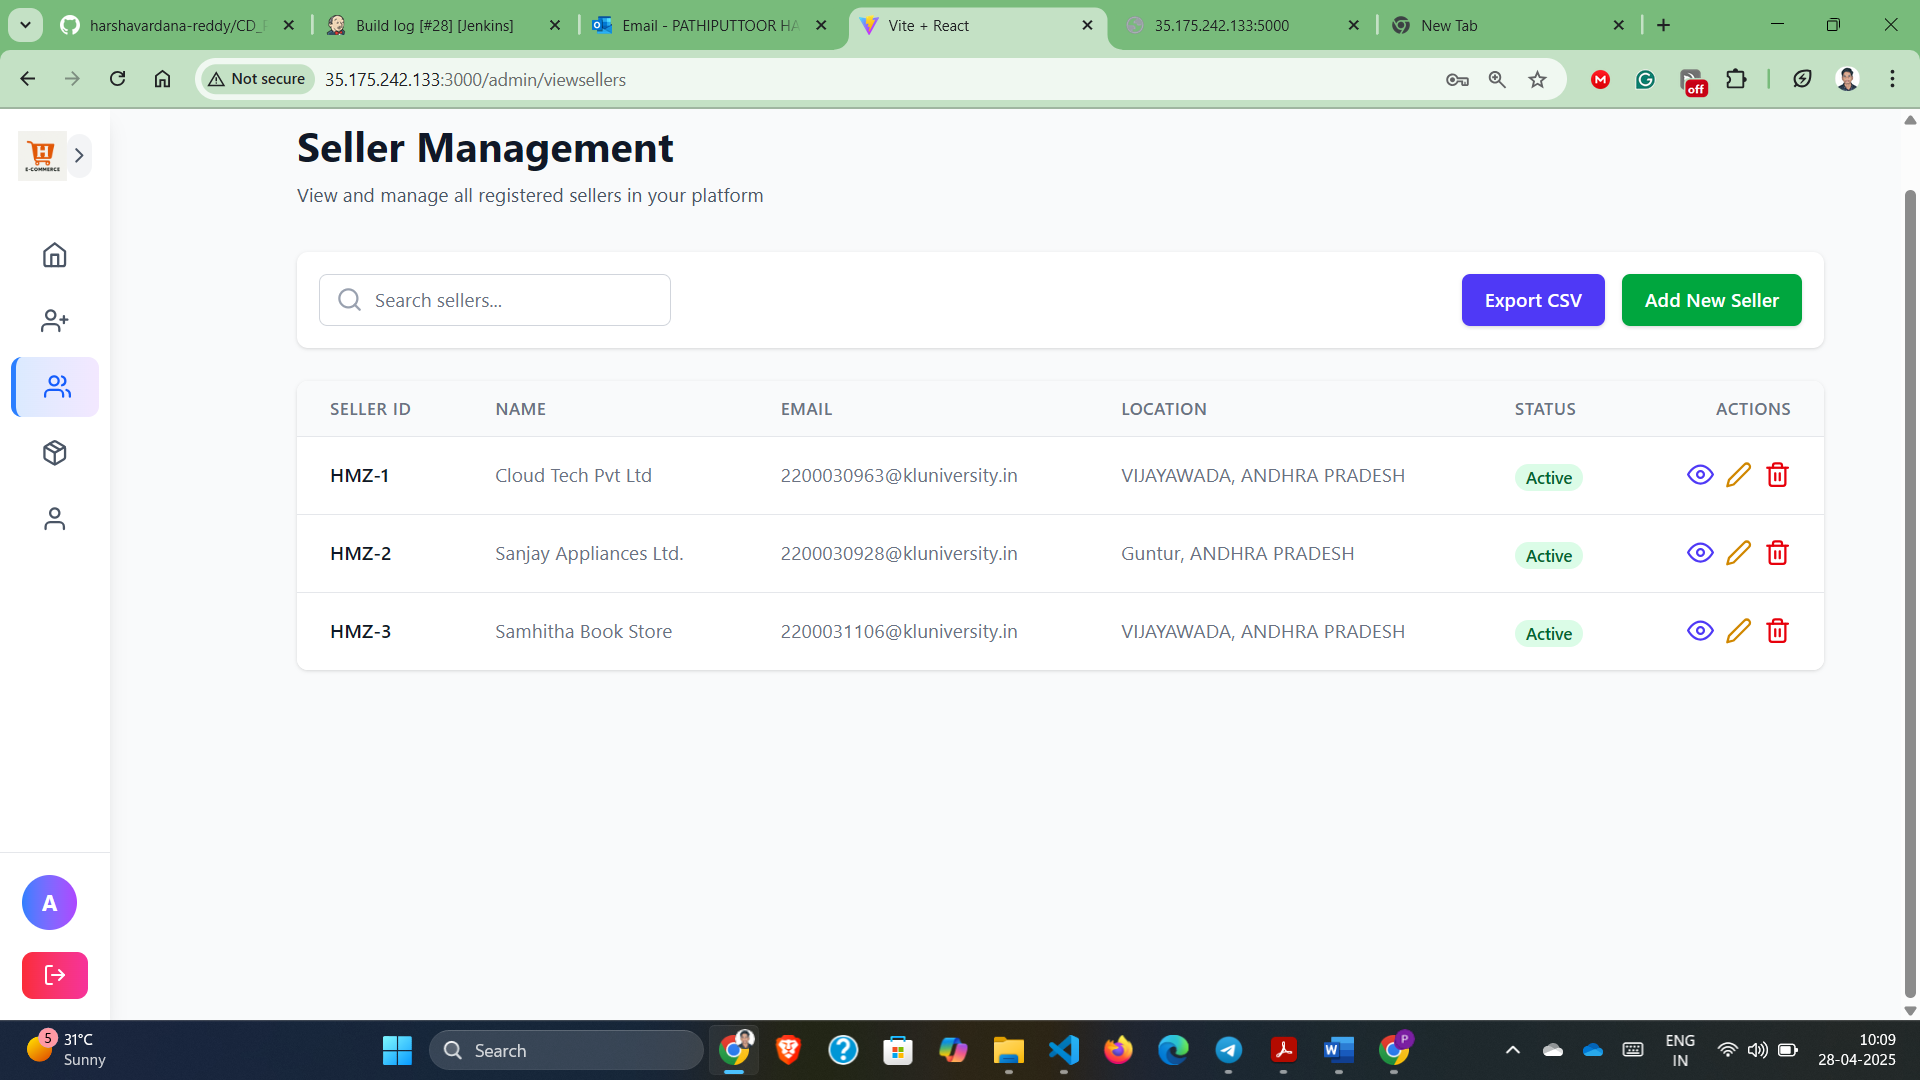 harshavardana-reddy/CD_P
Build log [#28] [Jenkins]
Email - PATHIPUTTOOR HA
Vite + React
35.175.242.133:5000
New Tab
Not secure
35.175.242.133:3000/admin/viewsellers
M
off
H
E-COMMERCE
Seller Management
View and manage all registered sellers in your platform
Search sellers...
Export CSV
Add New Seller
SELLER ID NAME EMAIL LOCATION STATUS ACTIONS
HMZ-1 Cloud Tech Pvt Ltd 2200030963@kluniversity.in VIJAYAWADA, ANDHRA PRADESH Active
HMZ-2 Sanjay Appliances Ltd. 2200030928@kluniversity.in Guntur, ANDHRA PRADESH Active
HMZ-3 Samhitha Book Store 2200031106@kluniversity.in VIJAYAWADA, ANDHRA PRADESH Active
A
5
31°C
Sunny
Search
P
ENG
IN
10:09
28-04-2025